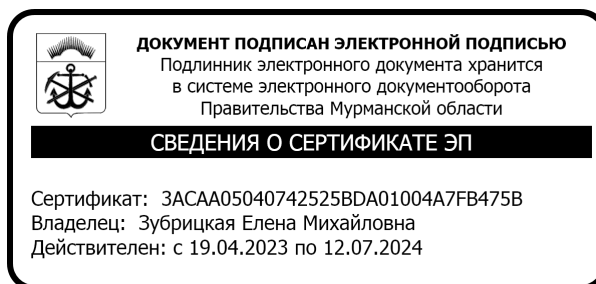 ДОКУМЕНТ ПОДПИСАН ЭЛЕКТРОННОЙ ПОДПИСЬЮ
Подлинник электронного документа хранится
в системе электронного документооборота
Правительства Мурманской области
СВЕДЕНИЯ О СЕРТИФИКАТЕ ЭП
Сертификат: 3ACAA05040742525BDA01004A7FB475B
Владелец: Зубрицкая Елена Михайловна
Действителен: с 19.04.2023 по 12.07.2024